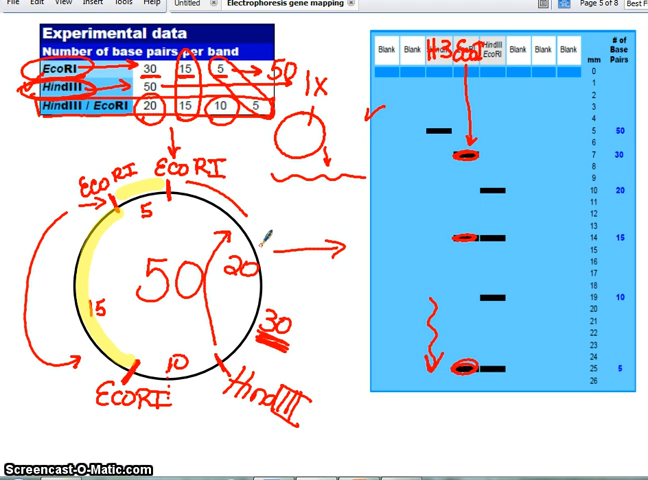 File Edit View Insert Tools Help
Untitled Electrophoresis gene mapping Page 5 of 8 Best F
Experimental data
Number of base pairs per band
EcoRI 30 15 5 50
HindIII 50
HindIII / EcoRI 20 15 10 5
1X
ECORI
ECORI
5
15
50
20
30
10
ECORI
HindIII
Blank Blank Blank Blank Blank
HindIII
EcoRI
H3 EcoI
mm
# of
Base
Pairs
0
1
2
3
4
5 50
6
7 30
8
9
10 20
11
12
13
14 15
15
16
17
18
19 10
20
21
22
23
24
25 5
26
Screencast-O-Matic.com